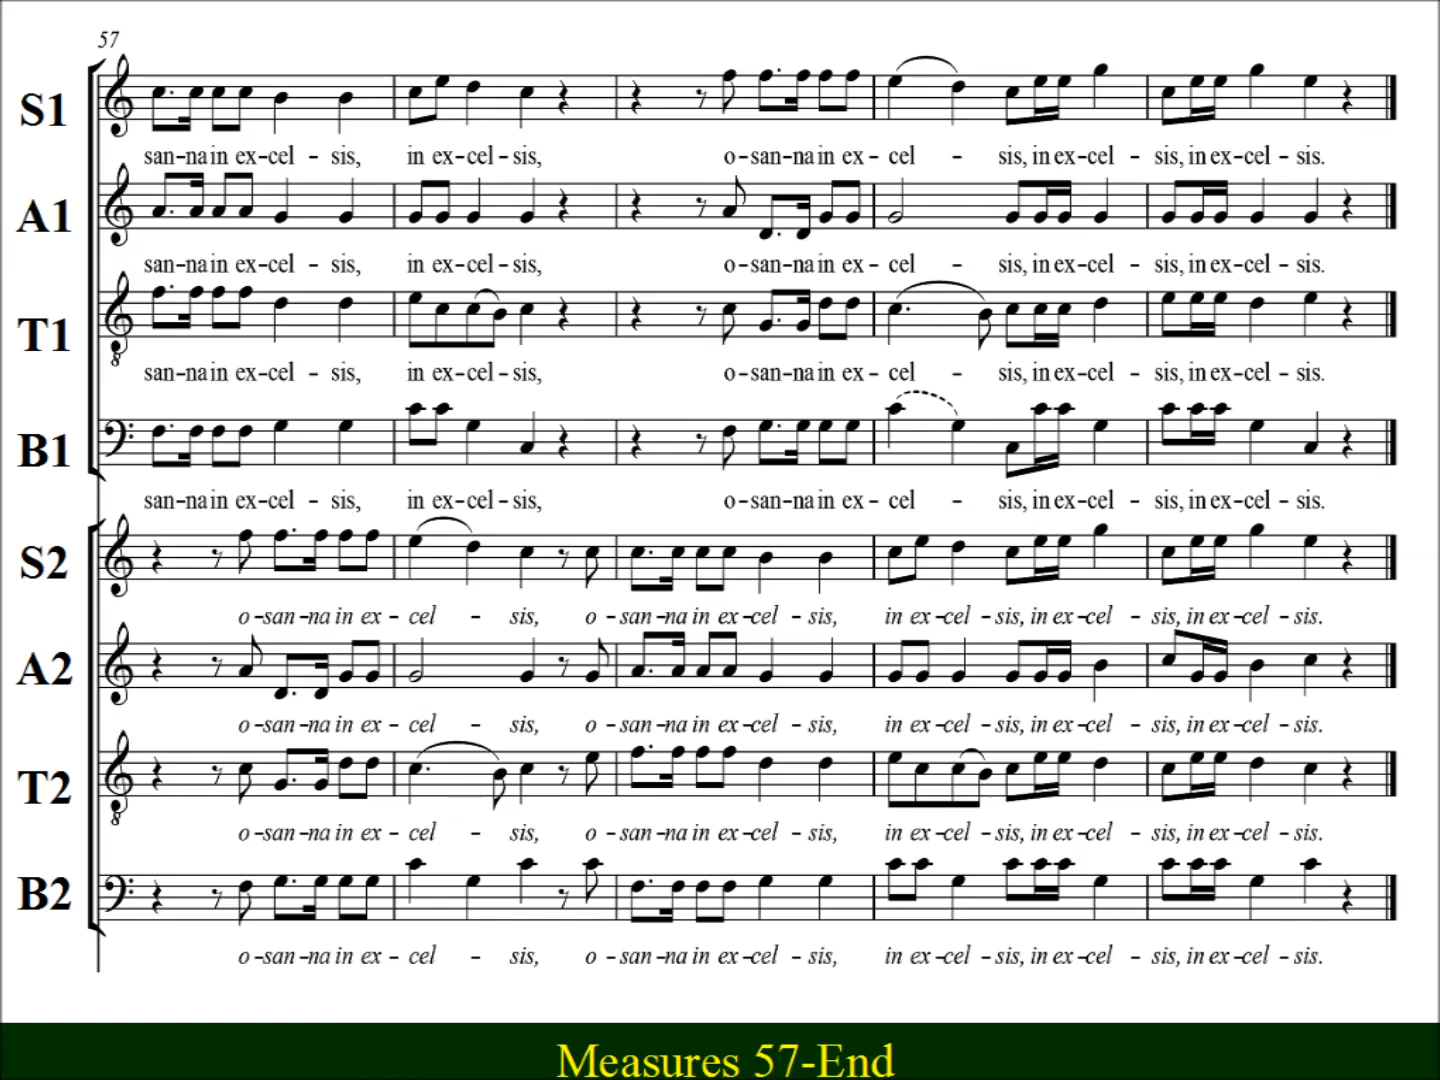 57
S1
san-na in ex-cel - sis, in ex-cel-sis, o-san-na in ex-cel - sis, in ex-cel - sis, in ex-cel - sis.
A1
san-na in ex-cel - sis, in ex-cel-sis, o-san-na in ex-cel - sis, in ex-cel - sis, in ex-cel - sis.
T1
san-na in ex-cel - sis, in ex-cel-sis, o-san-na in ex-cel - sis, in ex-cel - sis, in ex-cel - sis.
B1
san-na in ex-cel - sis, in ex-cel-sis, o-san-na in ex-cel - sis, in ex-cel - sis, in ex-cel - sis.
S2
o-san-na in ex-cel - sis, o-san-na in ex-cel - sis, in ex-cel-sis, in ex-cel - sis, in ex-cel - sis.
A2
o-san-na in ex-cel - sis, o-san-na in ex-cel - sis, in ex-cel-sis, in ex-cel - sis, in ex-cel - sis.
T2
o-san-na in ex-cel - sis, o-san-na in ex-cel - sis, in ex-cel-sis, in ex-cel - sis, in ex-cel - sis.
B2
o-san-na in ex-cel - sis, o-san-na in ex-cel - sis, in ex-cel-sis, in ex-cel - sis, in ex-cel - sis.
Measures 57-End